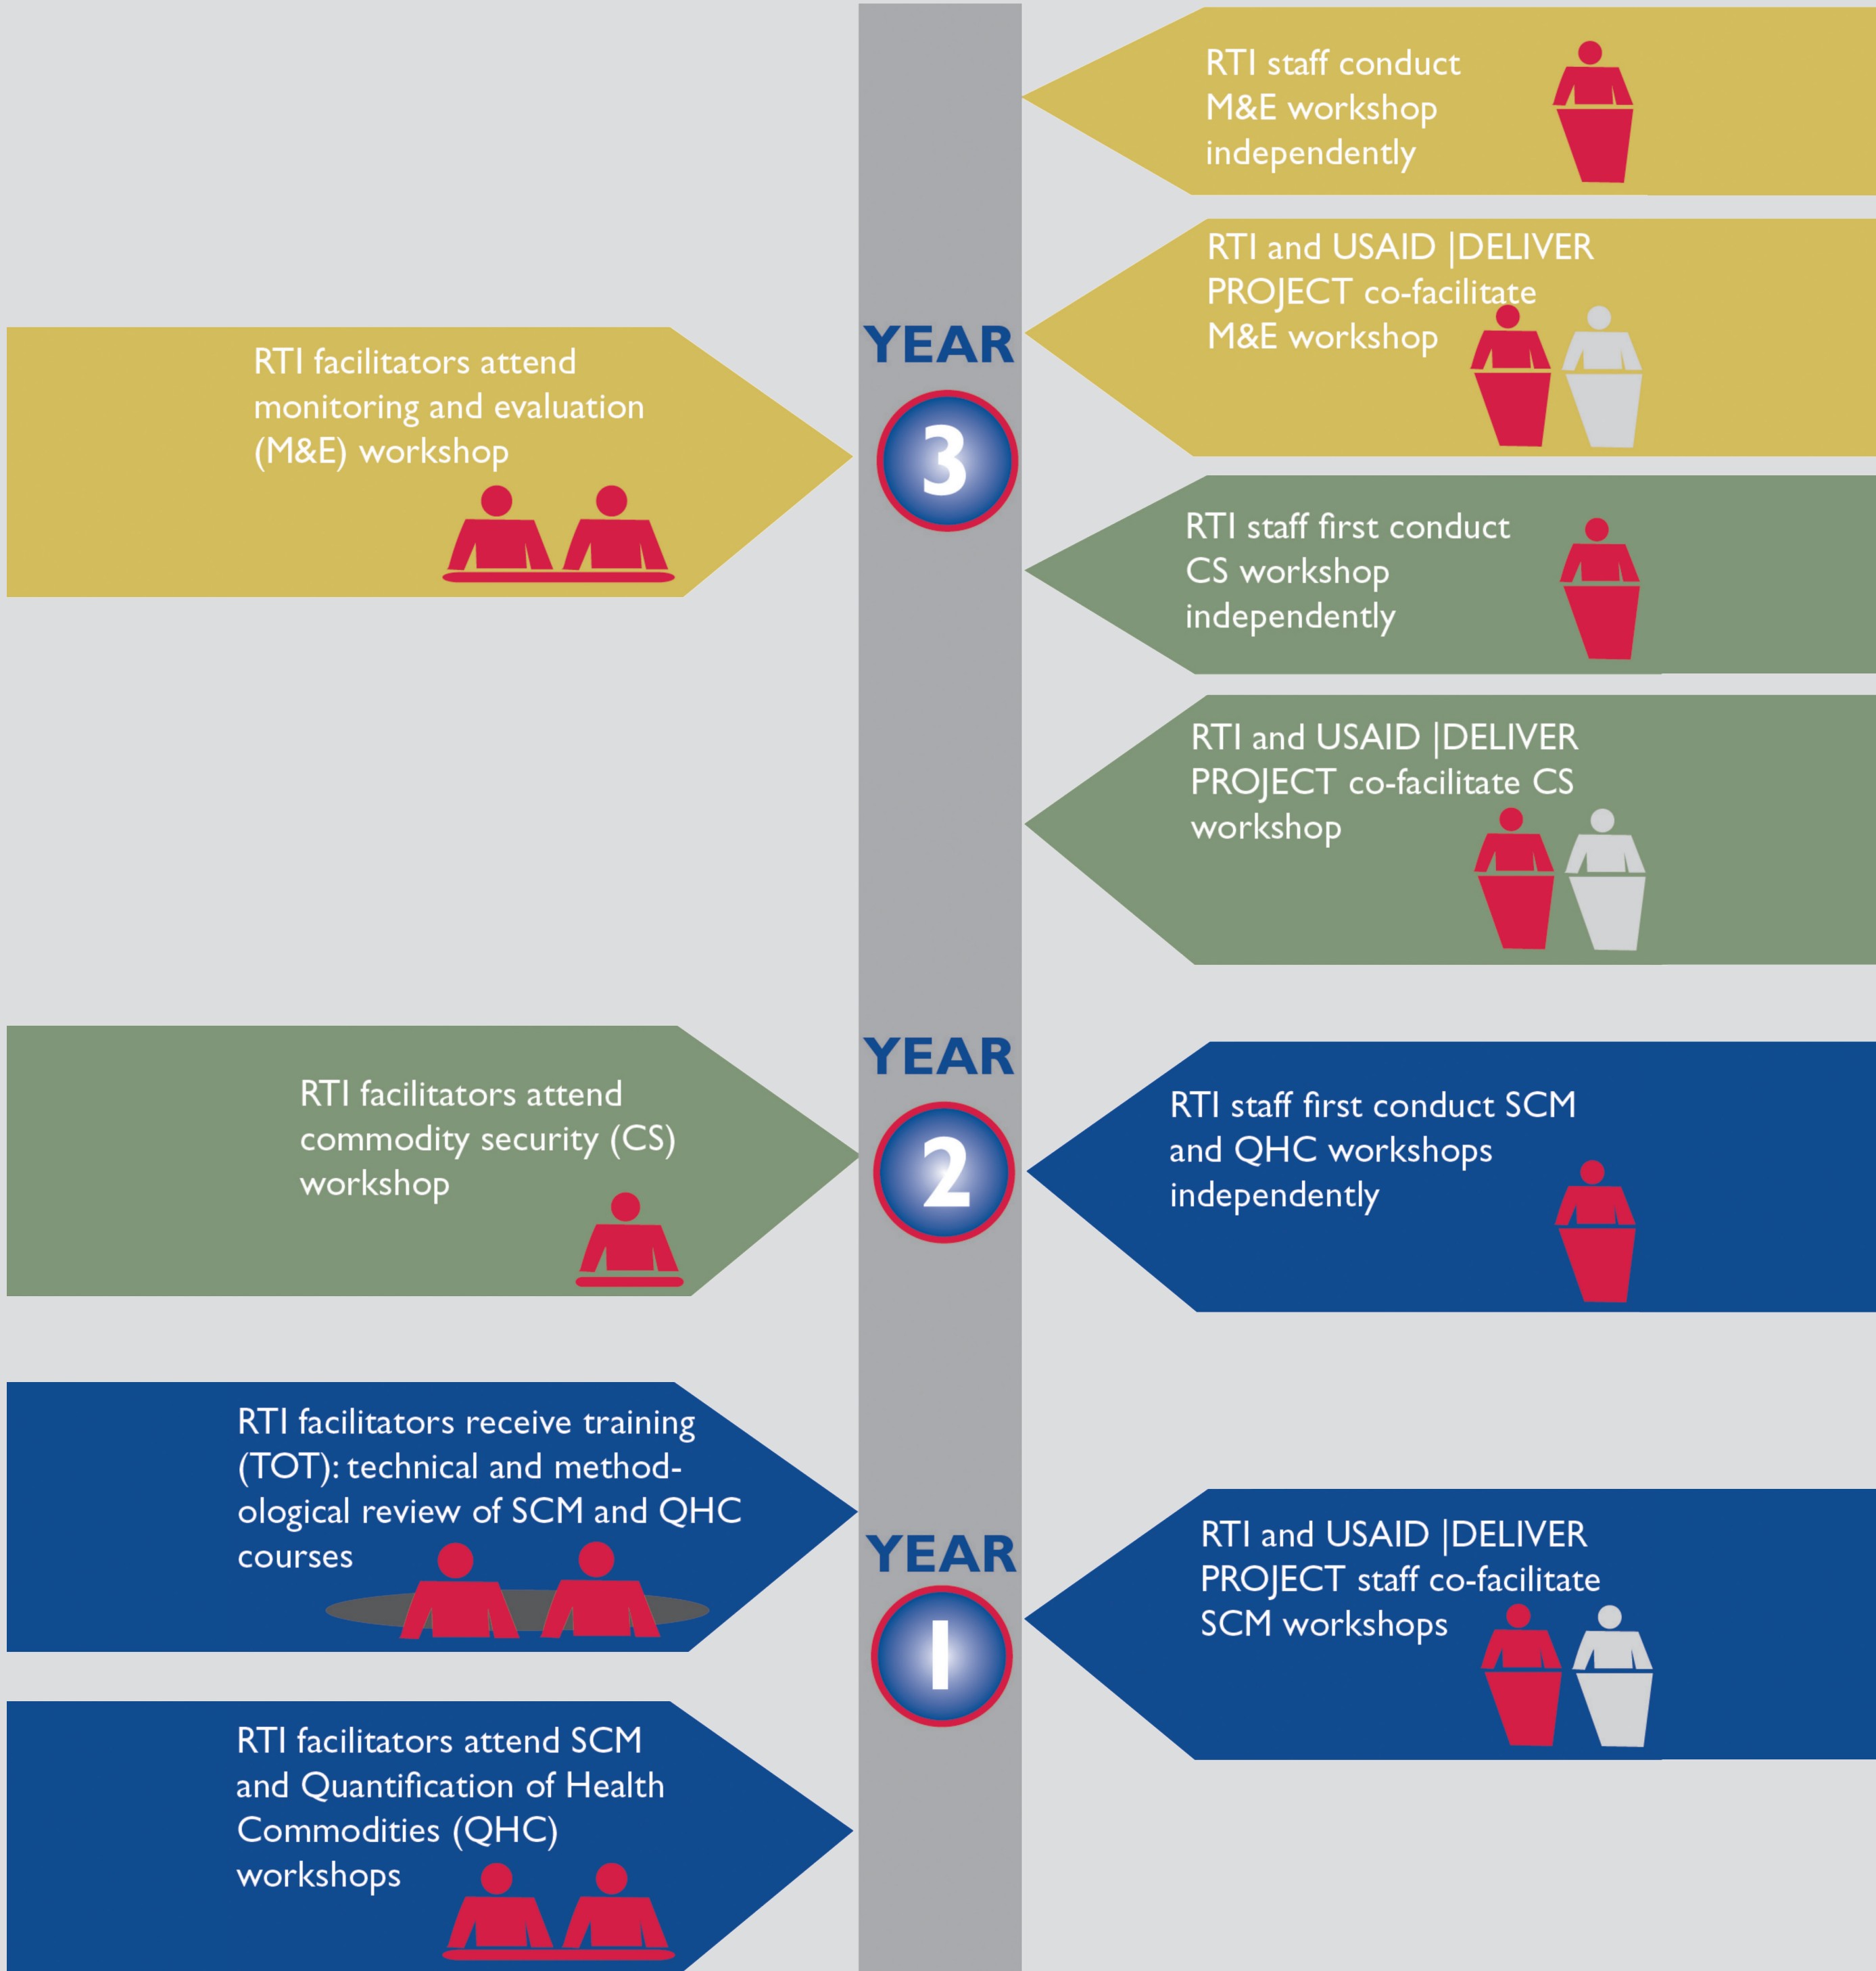 RTI staff conduct
M&E workshop
independently
RTI and USAID |DELIVER
PROJECT co-facilitate
M&E workshop
RTI facilitators attend
monitoring and evaluation
(M&E) workshop
YEAR
3
RTI staff first conduct
CS workshop
independently
RTI and USAID |DELIVER
PROJECT co-facilitate CS
workshop
RTI facilitators attend
commodity security (CS)
workshop
YEAR
2
RTI staff first conduct SCM
and QHC workshops
independently
RTI facilitators receive training
(TOT): technical and method-
ological review of SCM and QHC
courses
YEAR
1
RTI and USAID |DELIVER
PROJECT staff co-facilitate
SCM workshops
RTI facilitators attend SCM
and Quantification of Health
Commodities (QHC)
workshops